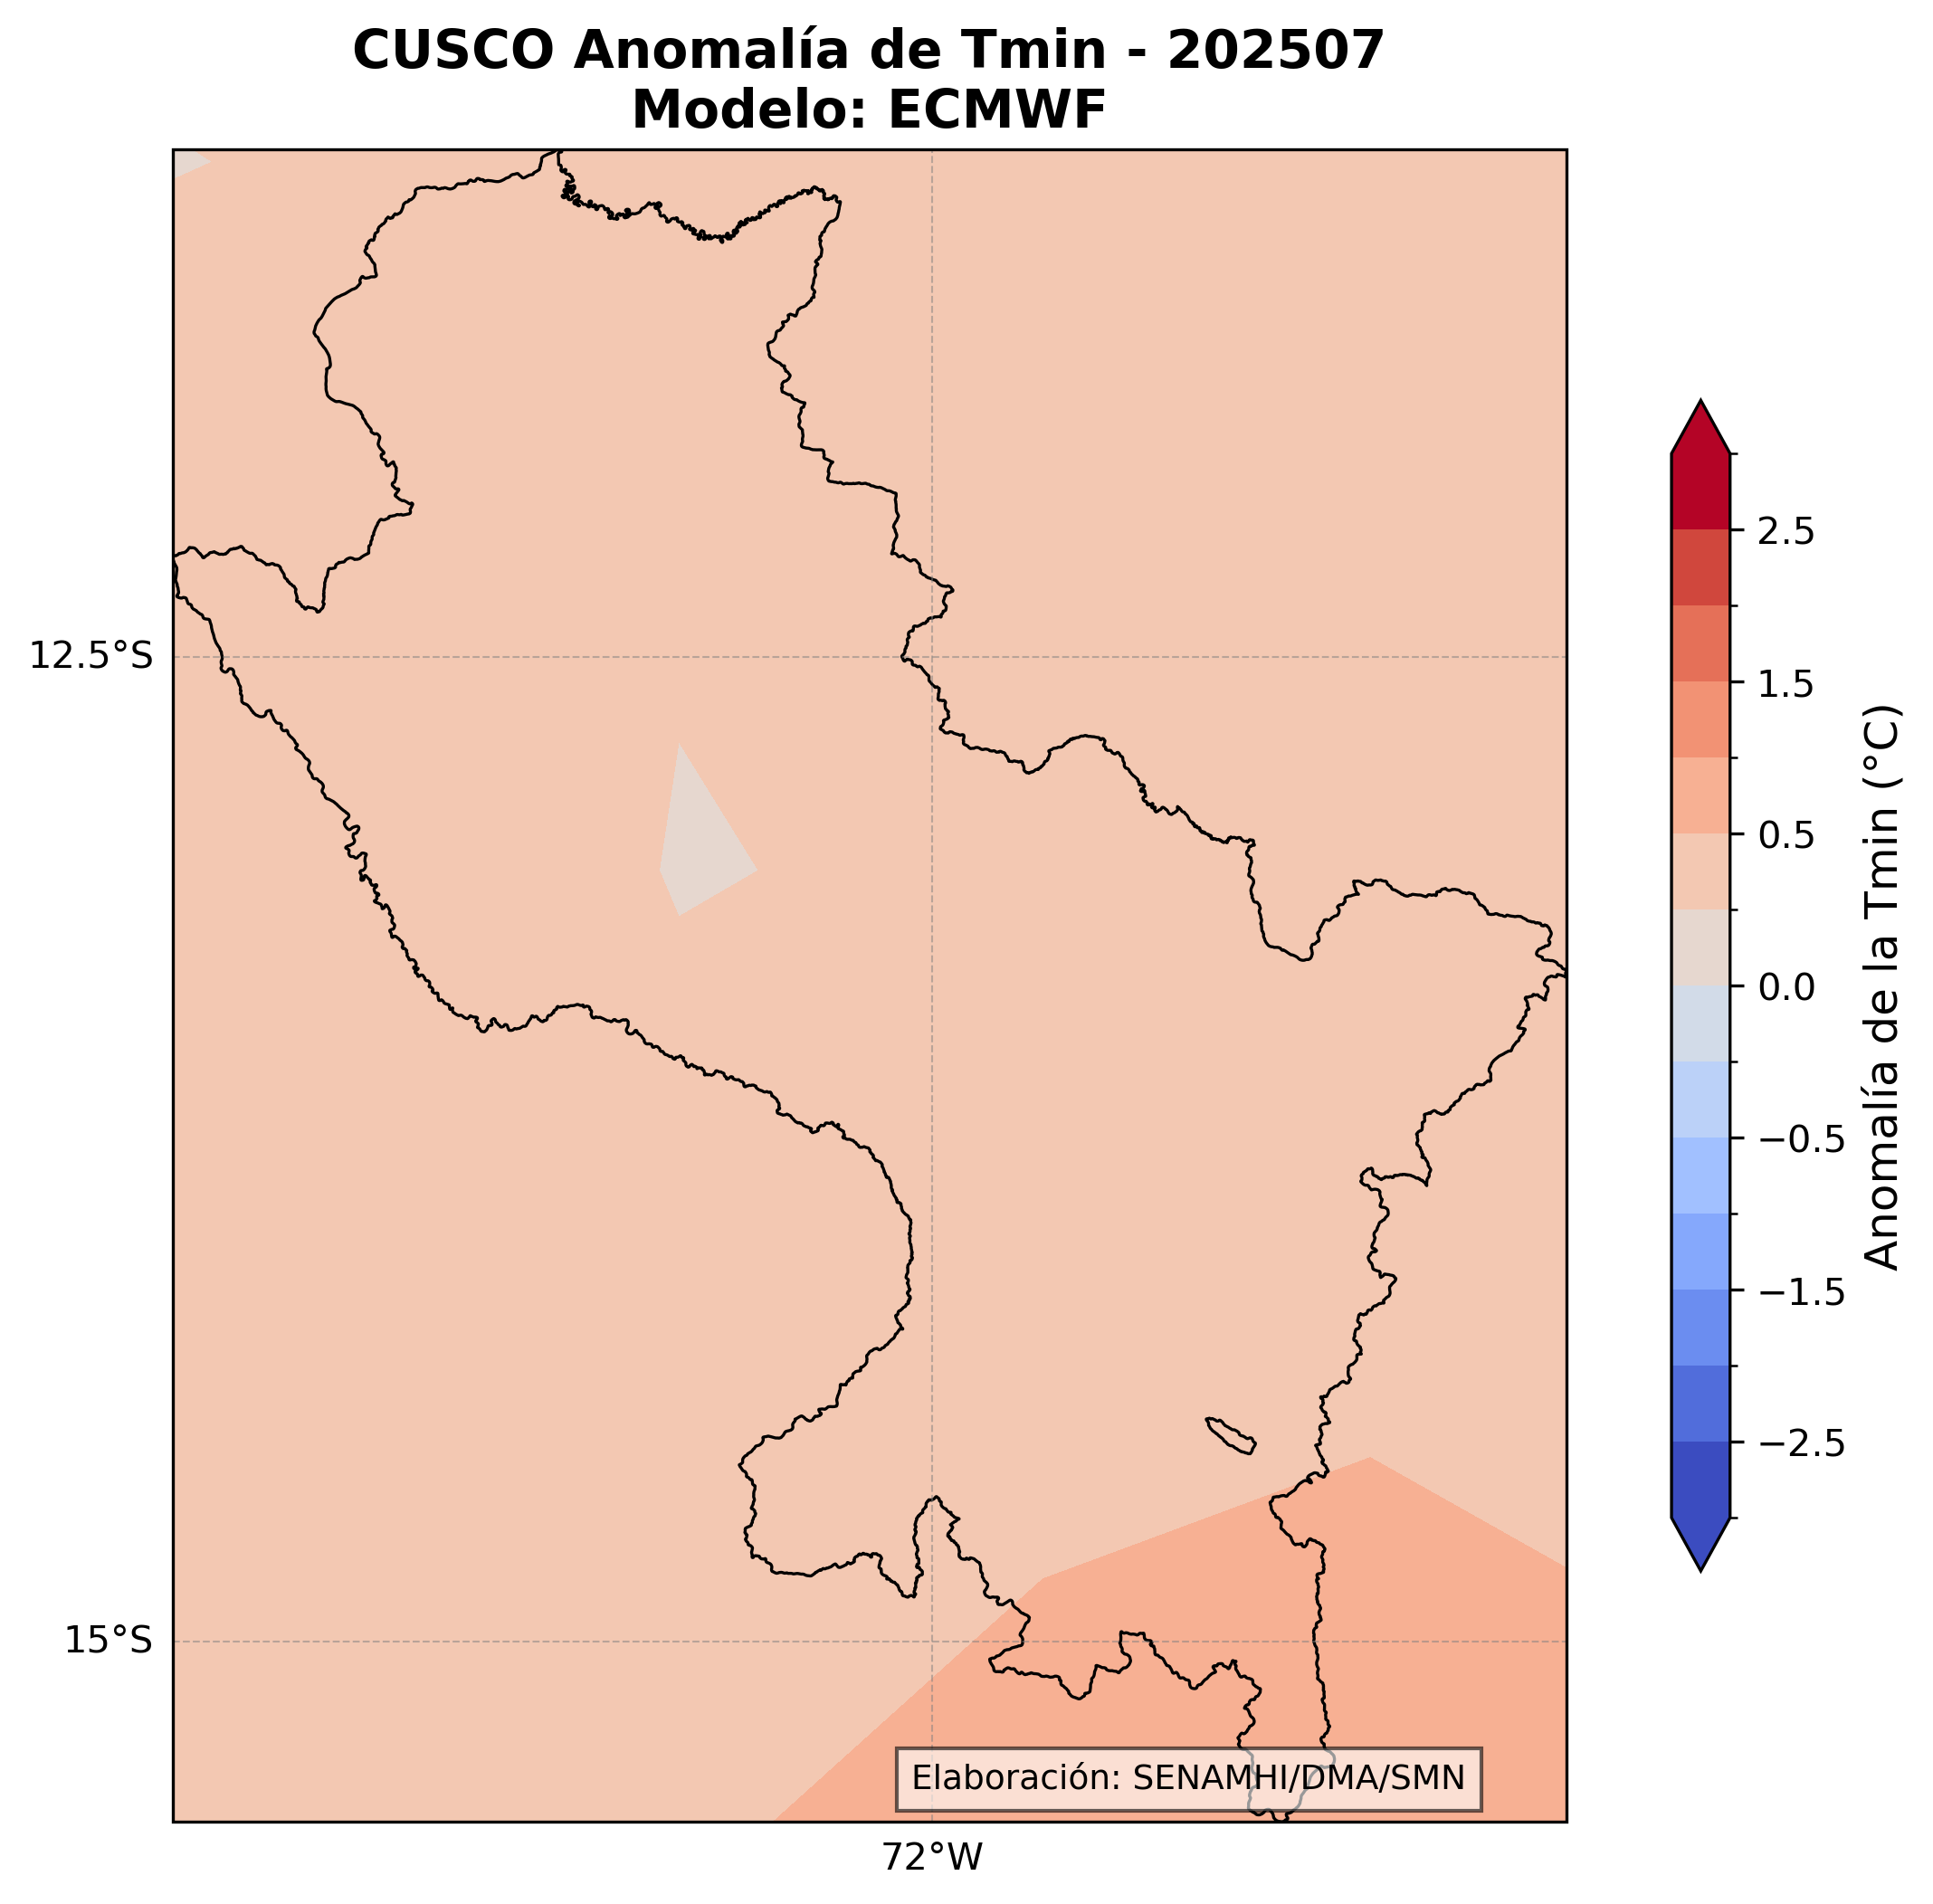 CUSCO Anomalía de Tmin - 202507
Modelo: ECMWF
12.5°S
15°S
72°W
Elaboración: SENAMHI/DMA/SMN
2.5
1.5
0.5
0.0
−0.5
−1.5
−2.5
Anomalía de la Tmin (°C)